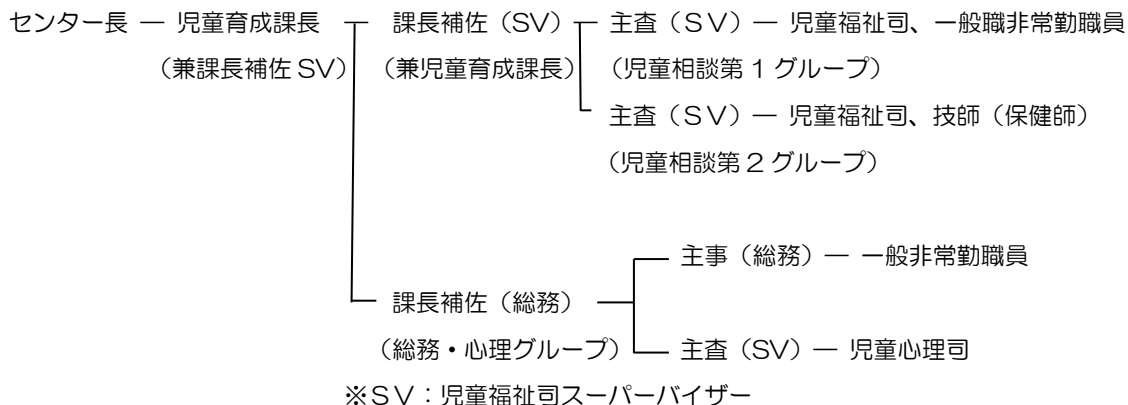 センター長 ― 児童育成課長 課長補佐（SV） 主査（ＳＶ）― 児童福祉司、一般職非常勤職員
（兼課長補佐 SV） （兼児童育成課長） （児童相談第１グループ）
主査（ＳＶ）― 児童福祉司、技師（保健師）
（児童相談第２グループ）
主事（総務）― 一般非常勤職員
課長補佐（総務）
（総務・心理グループ） 主査（SV）― 児童心理司
※ＳＶ：児童福祉司スーパーバイザー